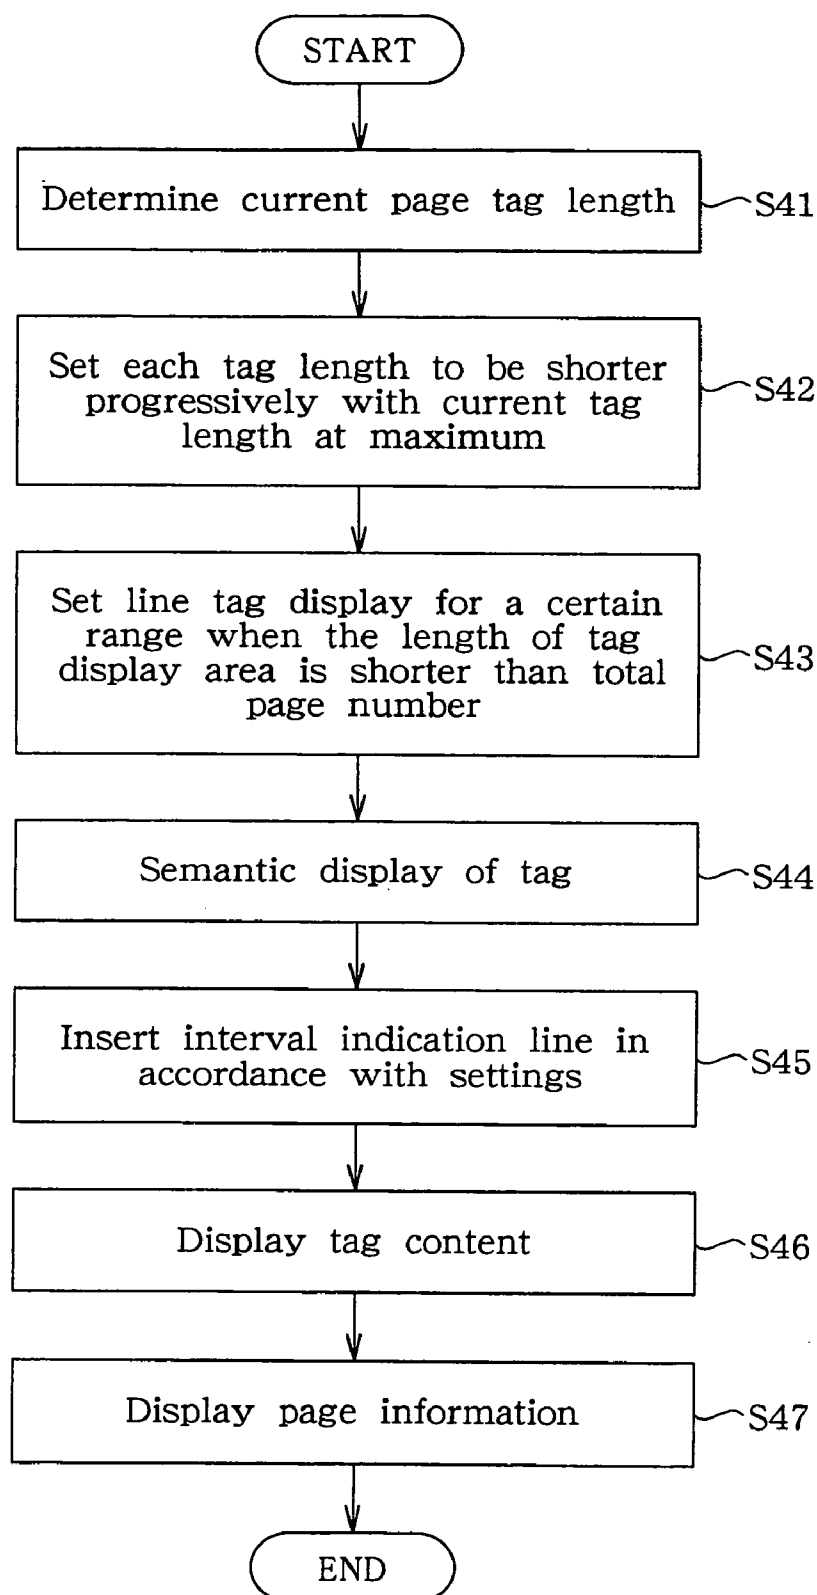 START
Determine current page tag length
S41
Set each tag length to be shorter
progressively with current tag
length at maximum
S42
Set line tag display for a certain
range when the length of tag
display area is shorter than total
page number
S43
Semantic display of tag
S44
Insert interval indication line in
accordance with settings
S45
Display tag content
S46
Display page information
S47
END